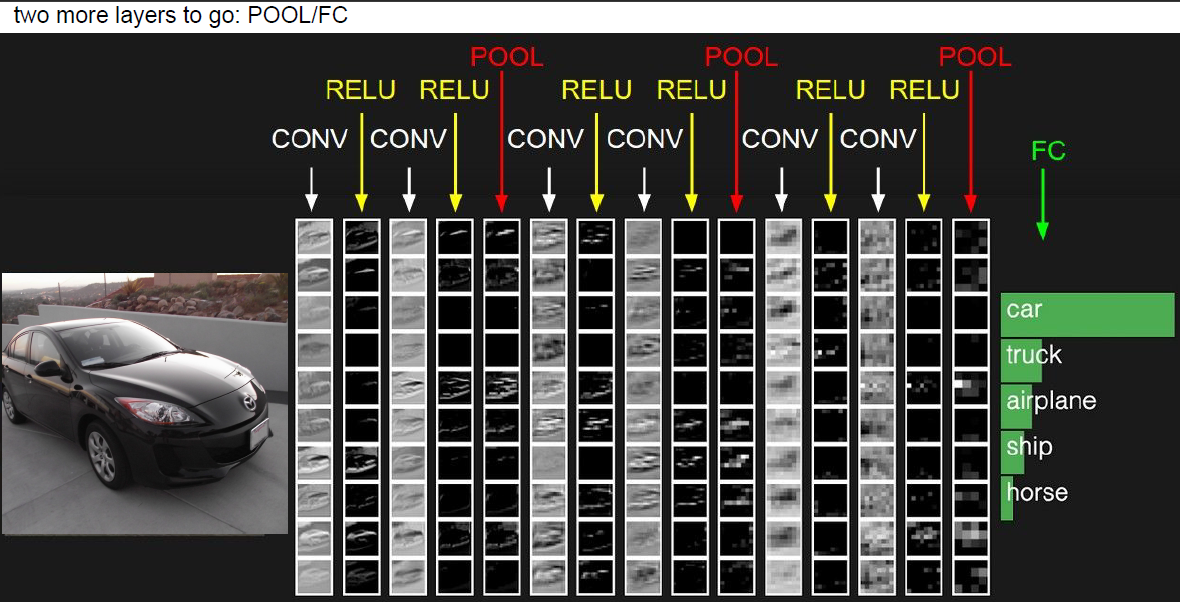 two more layers to go: POOL/FC
POOL POOL POOL
RELU RELU RELU RELU RELU RELU
CONV CONV CONV CONV CONV CONV
FC
car
truck
airplane
ship
horse